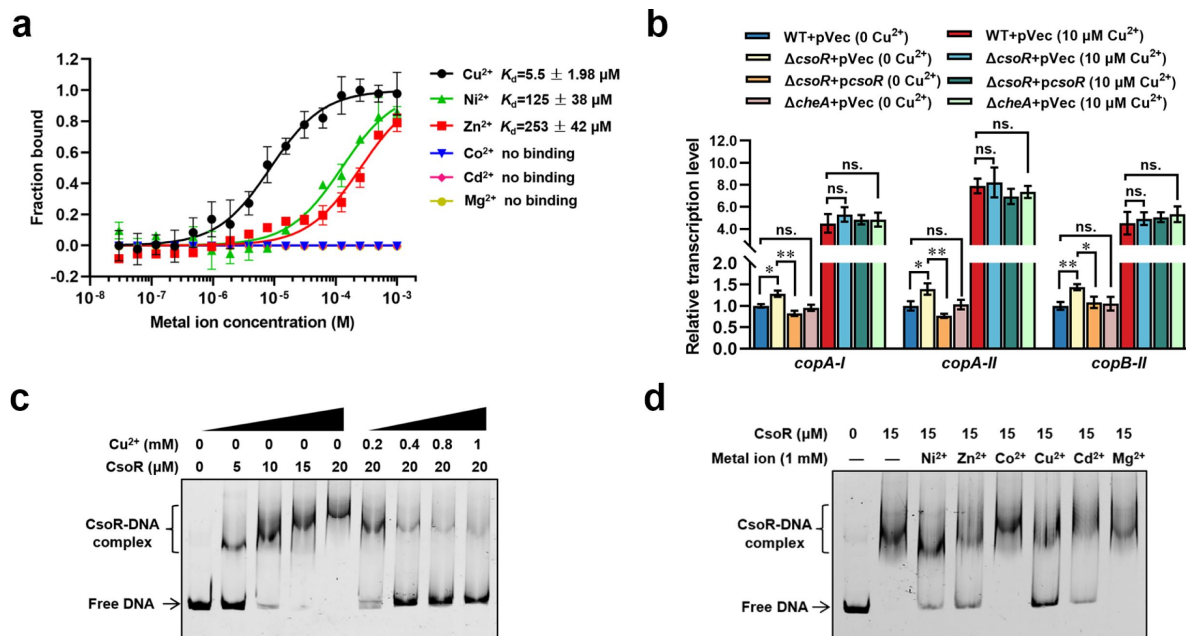 a
Fraction bound
1.2
1.0
0.8
0.6
0.4
0.2
0.0
-0.2
10⁻⁸ 10⁻⁷ 10⁻⁶ 10⁻⁵ 10⁻⁴ 10⁻³
Metal ion concentration (M)
Cu²⁺ Kd=5.5 ± 1.98 μM
Ni²⁺ Kd=125 ± 38 μM
Zn²⁺ Kd=253 ± 42 μM
Co²⁺ no binding
Cd²⁺ no binding
Mg²⁺ no binding
b
WT+pVec (0 Cu²⁺) WT+pVec (10 μM Cu²⁺)
ΔcsoR+pVec (0 Cu²⁺) ΔcsoR+pVec (10 μM Cu²⁺)
ΔcsoR+pcsoR (0 Cu²⁺) ΔcsoR+pcsoR (10 μM Cu²⁺)
ΔcheA+pVec (0 Cu²⁺) ΔcheA+pVec (10 μM Cu²⁺)
Relative transcription level
12.0
10.0
8.0
6.0
4.0
2.0
1.5
1.0
0.5
0.0
ns.
* **
ns.
ns.
ns.
* **
ns.
ns.
ns.
** *
ns.
ns.
copA-I copA-II copB-II
c
Cu²⁺ (mM) 0 0 0 0 0 0.2 0.4 0.8 1
CsoR (μM) 0 5 10 15 20 20 20 20 20
CsoR-DNA
complex
Free DNA
d
CsoR (μM) 0 15 15 15 15 15 15 15
Metal ion (1 mM) — — Ni²⁺ Zn²⁺ Co²⁺ Cu²⁺ Cd²⁺ Mg²⁺
CsoR-DNA
complex
Free DNA